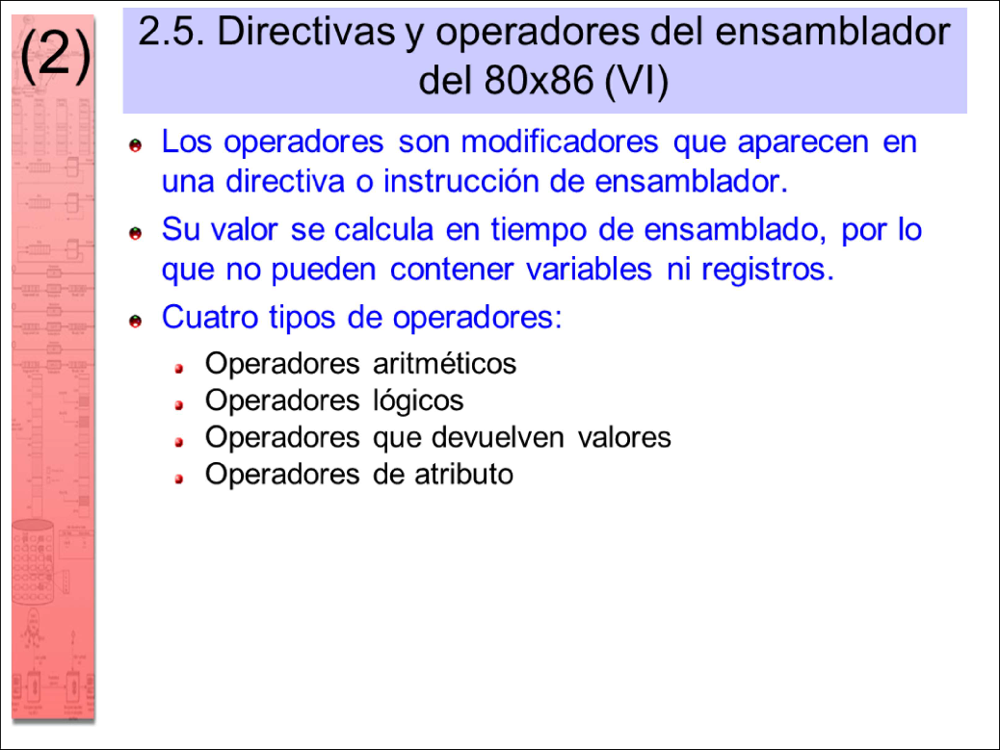 (2)
2.5. Directivas y operadores del ensamblador
del 80x86 (VI)
Los operadores son modificadores que aparecen en
una directiva o instrucción de ensamblador.
Su valor se calcula en tiempo de ensamblado, por lo
que no pueden contener variables ni registros.
Cuatro tipos de operadores:
Operadores aritméticos
Operadores lógicos
Operadores que devuelven valores
Operadores de atributo